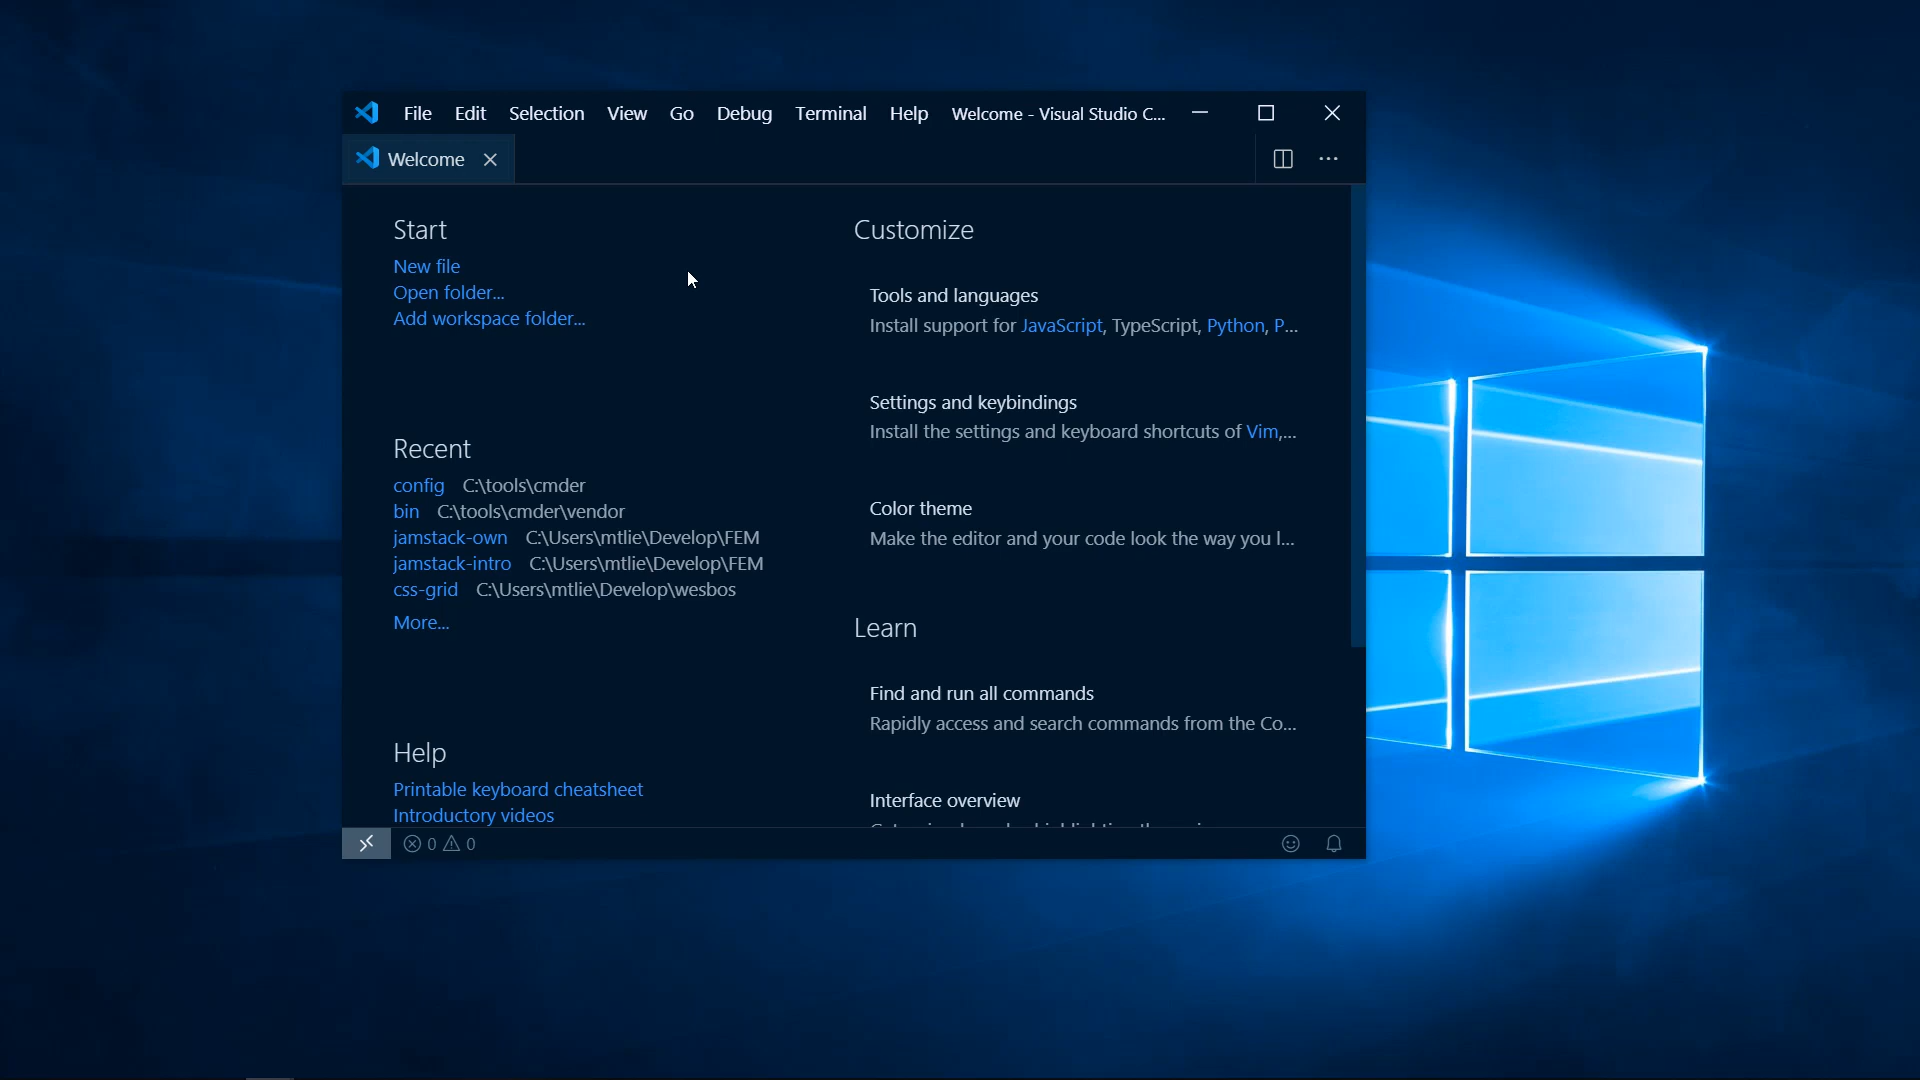 File Edit Selection View Go Debug Terminal Help Welcome - Visual Studio C...
Welcome
Start
New file
Open folder...
Add workspace folder...
Recent
config C:\tools\cmder
bin C:\tools\cmder\vendor
jamstack-own C:\Users\mtlie\Develop\FEM
jamstack-intro C:\Users\mtlie\Develop\FEM
css-grid C:\Users\mtlie\Develop\wesbos
More...
Help
Printable keyboard cheatsheet
Introductory videos
Customize
Tools and languages
Install support for JavaScript, TypeScript, Python, P...
Settings and keybindings
Install the settings and keyboard shortcuts of Vim,...
Color theme
Make the editor and your code look the way you l...
Learn
Find and run all commands
Rapidly access and search commands from the Co...
Interface overview
0 0